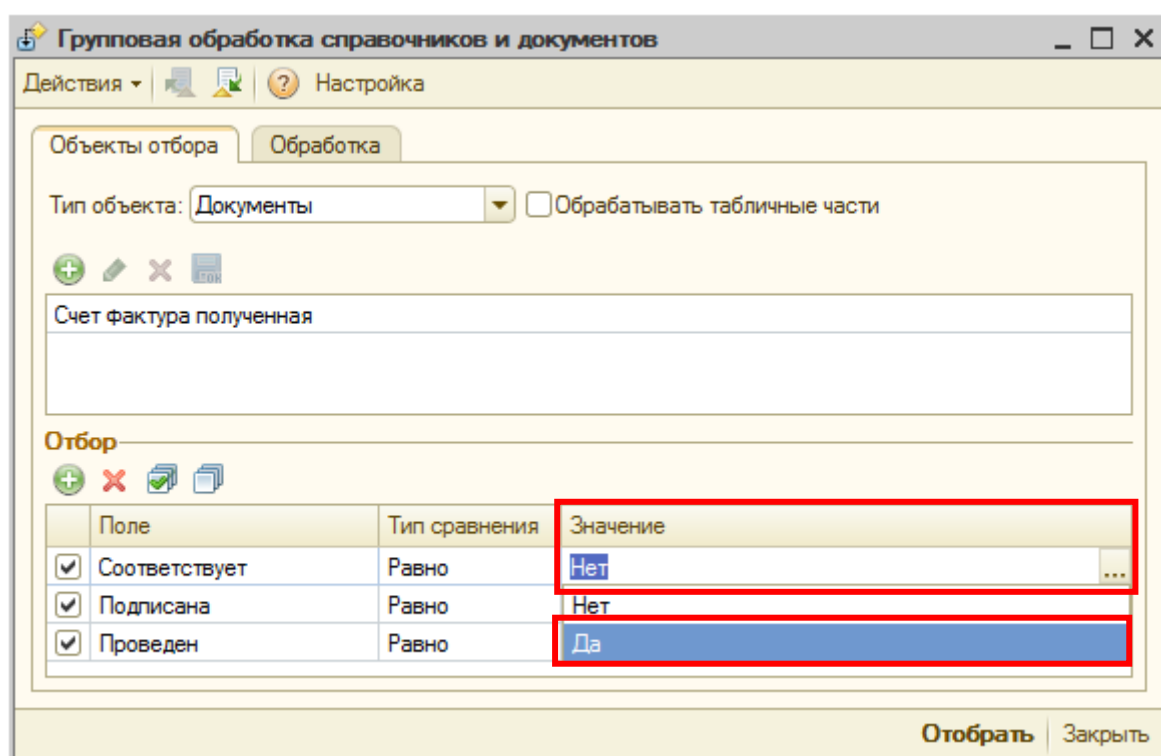 Групповая обработка справочников и документов
Действия Настройка
Объекты отбора Обработка
Тип объекта: Документы Обрабатывать табличные части
Счет фактура полученная
Отбор
Поле Тип сравнения Значение
Соответствует Равно Нет ...
Подписана Равно Нет
Проведен Равно Да
Отобрать Закрыть